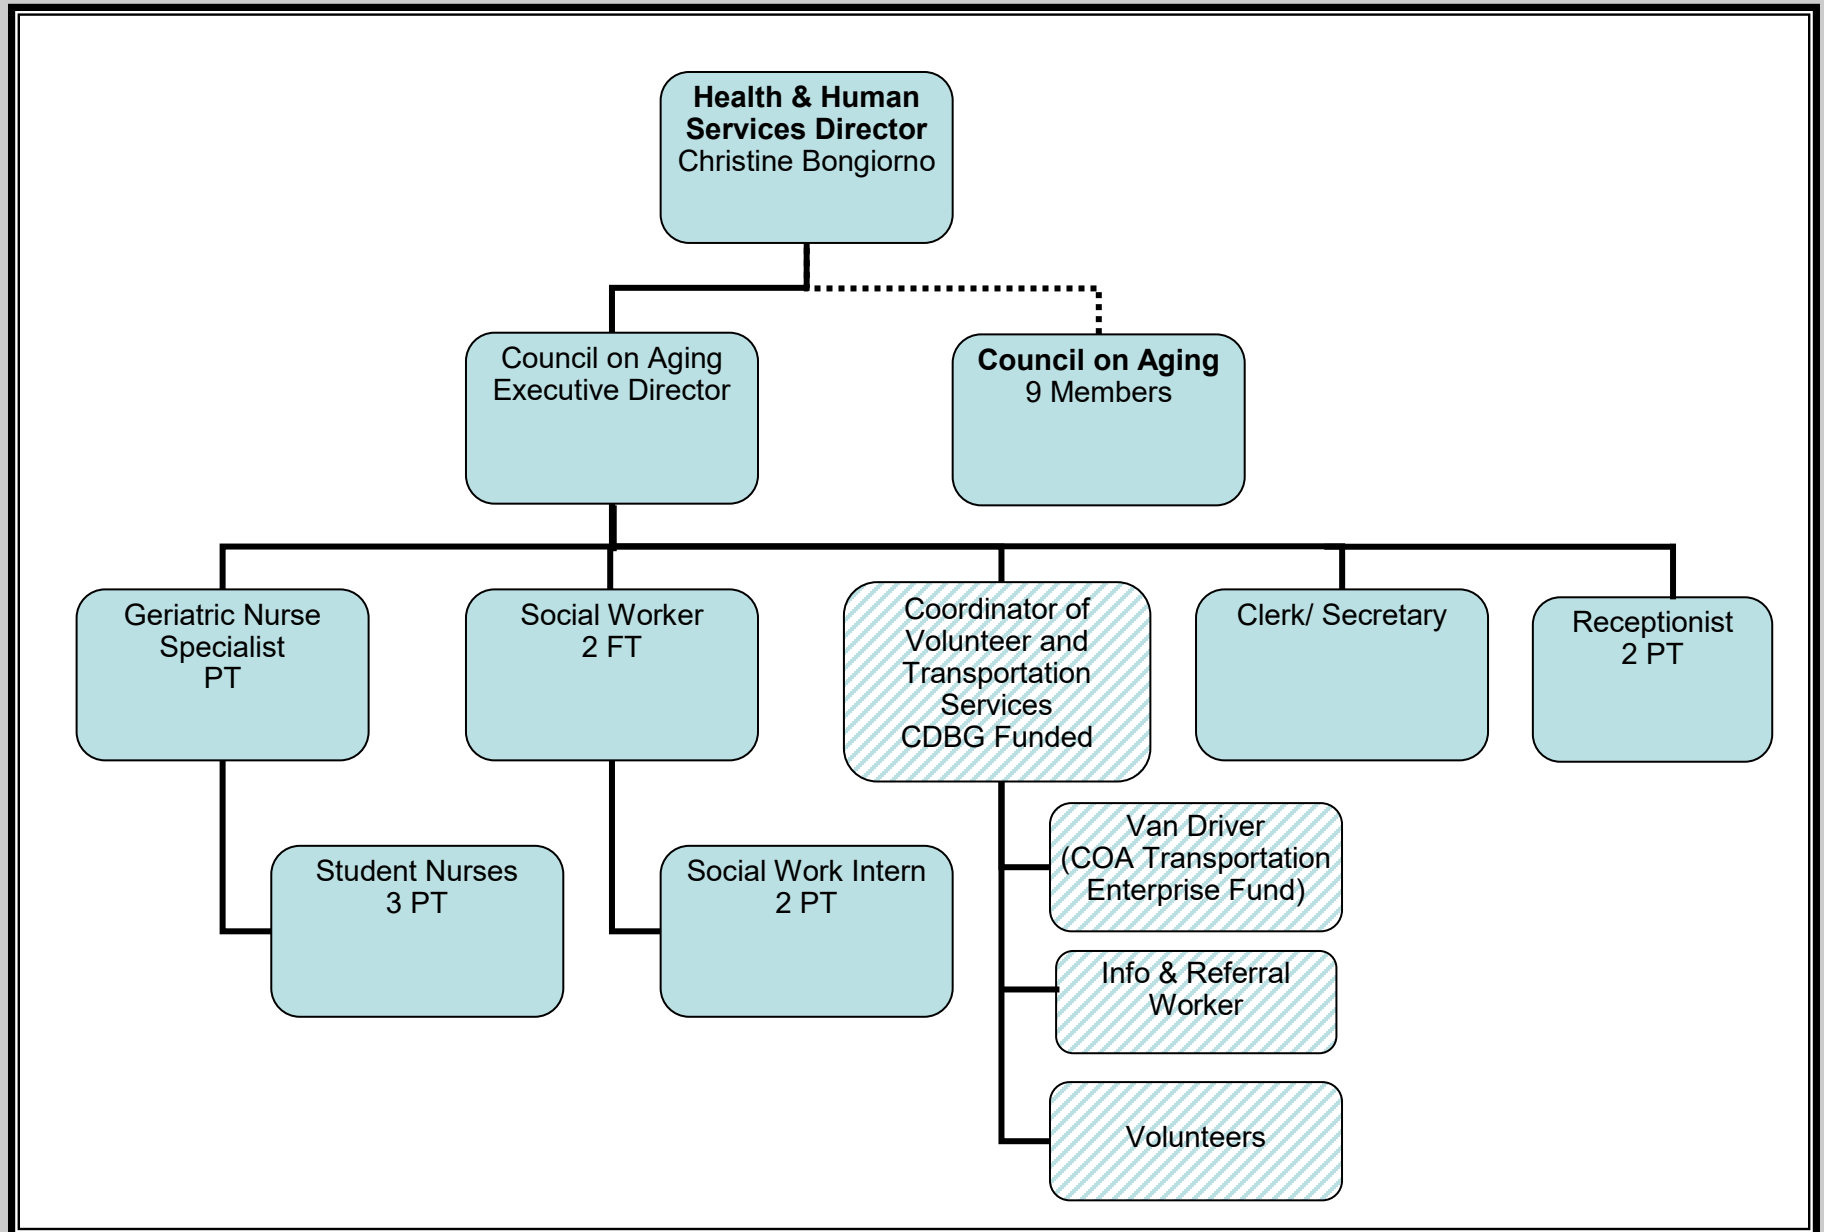 Health & Human
Services Director
Christine Bongiorno
Council on Aging
Executive Director
Council on Aging
9 Members
Geriatric Nurse
Specialist
PT
Social Worker
2 FT
Coordinator of
Volunteer and
Transportation
Services
CDBG Funded
Clerk/ Secretary
Receptionist
2 PT
Student Nurses
3 PT
Social Work Intern
2 PT
Van Driver
(COA Transportation
Enterprise Fund)
Info & Referral
Worker
Volunteers